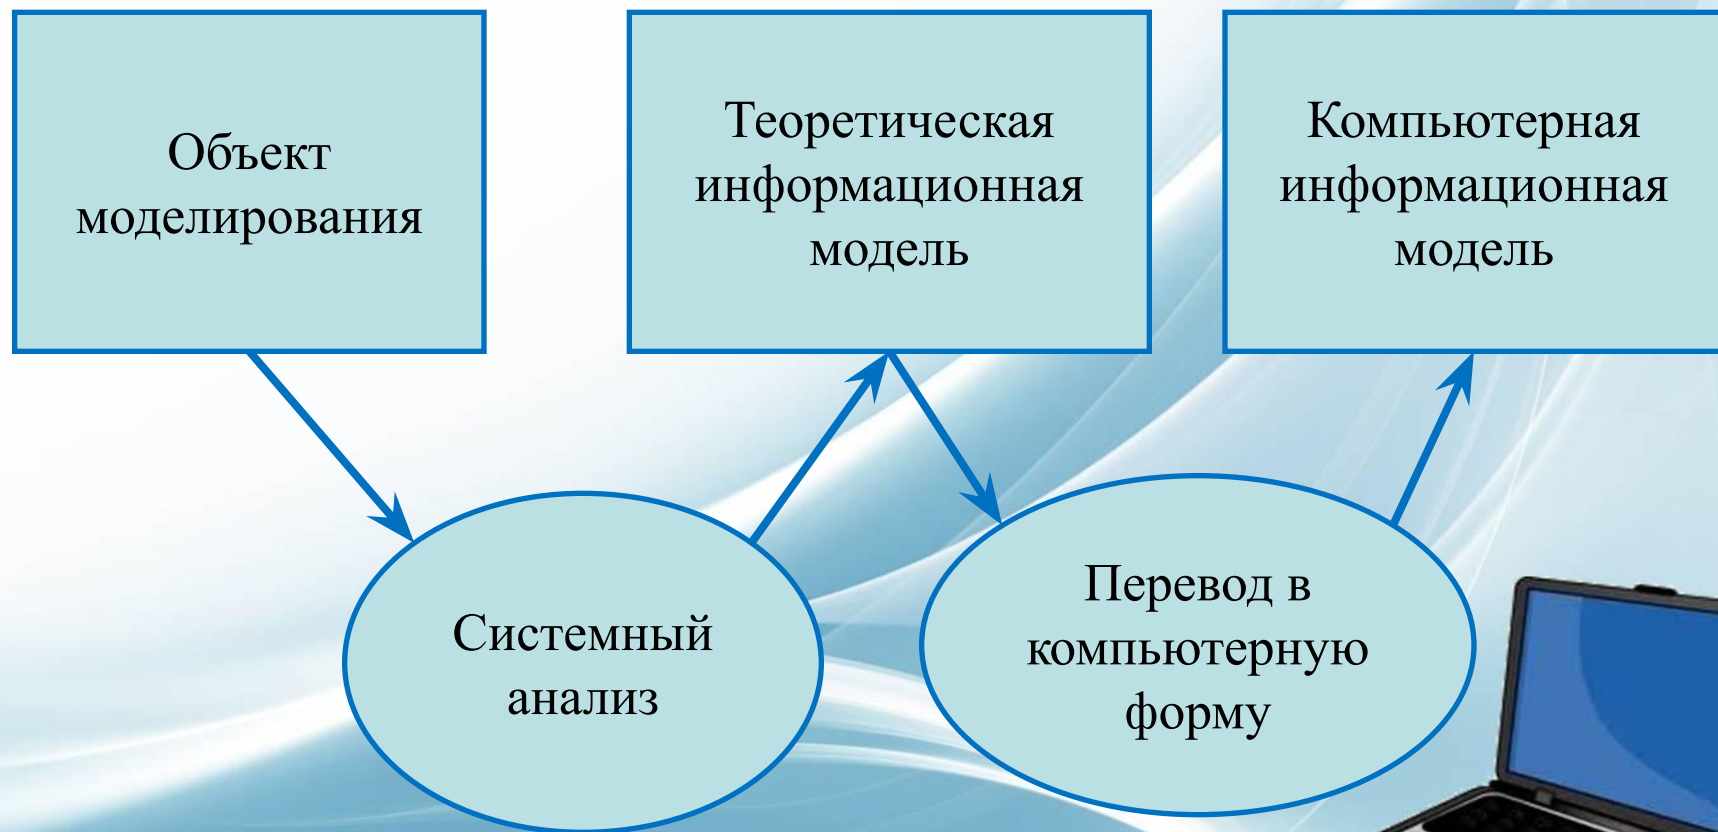 Объект
моделирования
Теоретическая
информационная
модель
Компьютерная
информационная
модель
Системный
анализ
Перевод в
компьютерную
форму